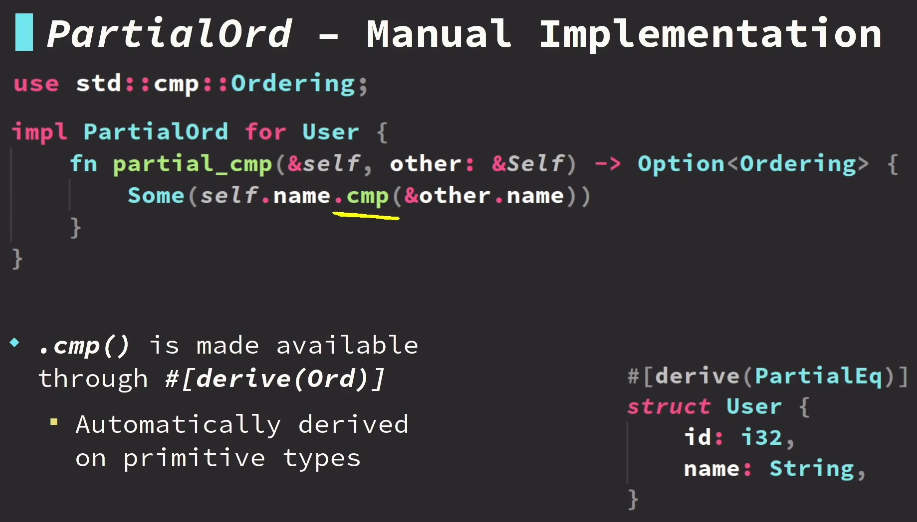 PartialOrd – Manual Implementation
use std::cmp::Ordering;
impl PartialOrd for User {
    fn partial_cmp(&self, other: &Self) -> Option<Ordering> {
        Some(self.name.cmp(&other.name))
    }
}
.cmp() is made available
through #[derive(Ord)]
Automatically derived
on primitive types
#[derive(PartialEq)]
struct User {
    id: i32,
    name: String,
}